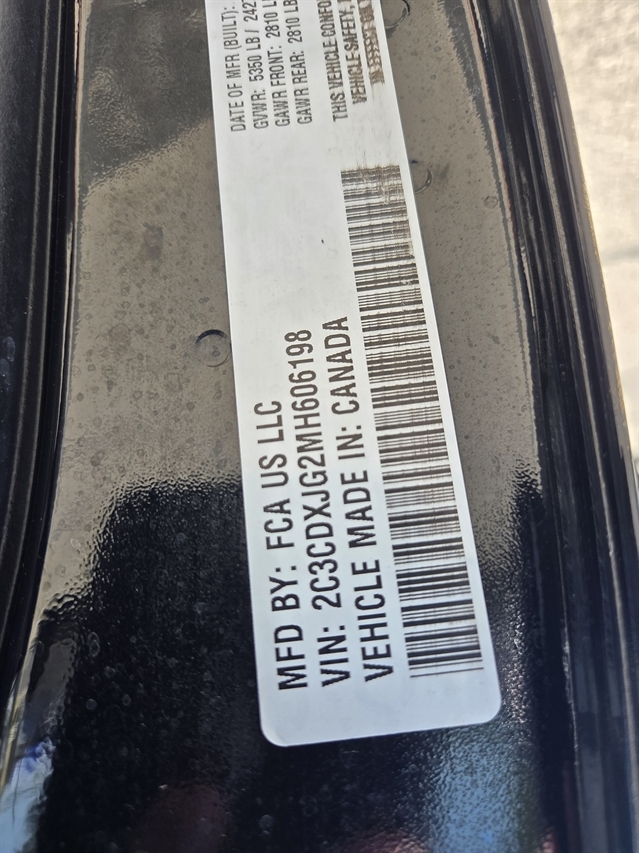 DATE OF MFR.(BUILT):
GVWR: 5350 LB / 242
GAWR FRONT: 2810 L
GAWR REAR: 2810 LB
THIS VEHICLE CONFO
VEHICLE SAFETY,
MFD BY: FCA US LLC
VIN: 2C3CDXJG2MH606198
VEHICLE MADE IN: CANADA